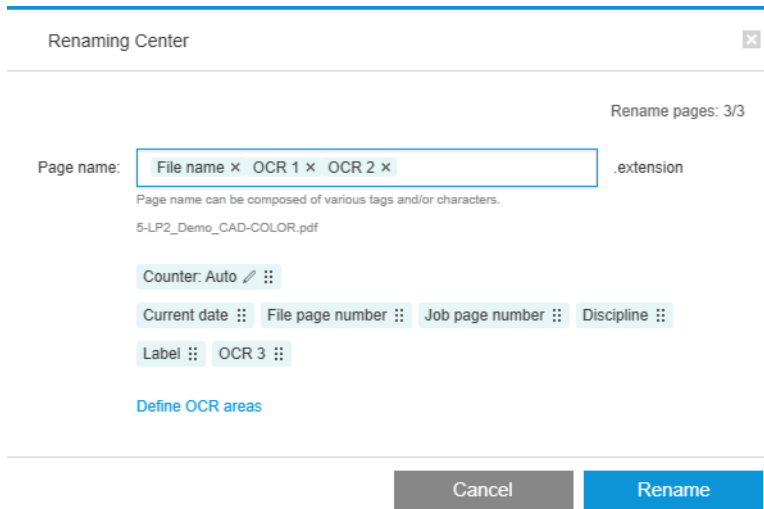 Renaming Center
Rename pages: 3/3
Page name: File name × OCR 1 × OCR 2 × .extension
Page name can be composed of various tags and/or characters.
5-LP2_Demo_CAD-COLOR.pdf
Counter: Auto
Current date File page number Job page number Discipline
Label OCR 3
Define OCR areas
Cancel Rename